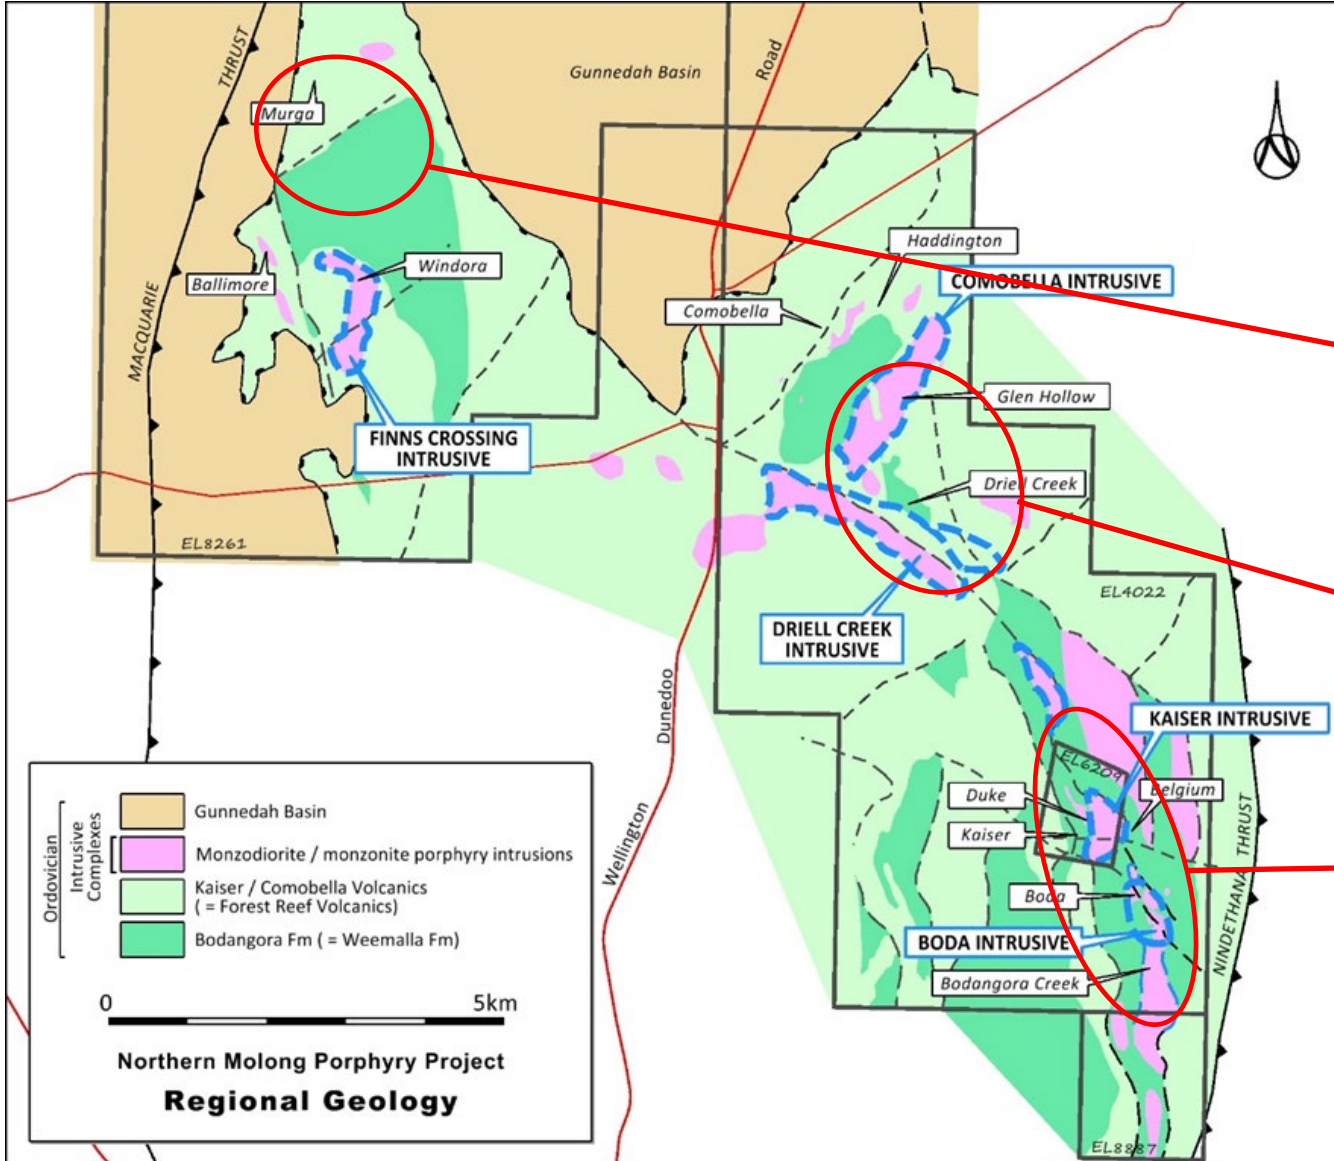 THRUST
Gunnedah Basin
Road
Murga
Haddington
Windora
COMOBELLA INTRUSIVE
Ballimore
Comobella
MACQUARIE
Glen Hollow
FINNS CROSSING
INTRUSIVE
Driell Creek
EL8261
EL4022
DRIELL CREEK
INTRUSIVE
Dunedoo
KAISER INTRUSIVE
EL6209
Duke
Belgium
Kaiser
Wellington
NINDETHANA THRUST
Boda
BODA INTRUSIVE
Bodangora Creek
EL8887
Ordovician
Intrusive
Complexes
Gunnedah Basin
Monzodiorite / monzonite porphyry intrusions
Kaiser / Comobella Volcanics
( = Forest Reef Volcanics)
Bodangora Fm ( = Weemalla Fm)
0 5km
Northern Molong Porphyry Project
Regional Geology